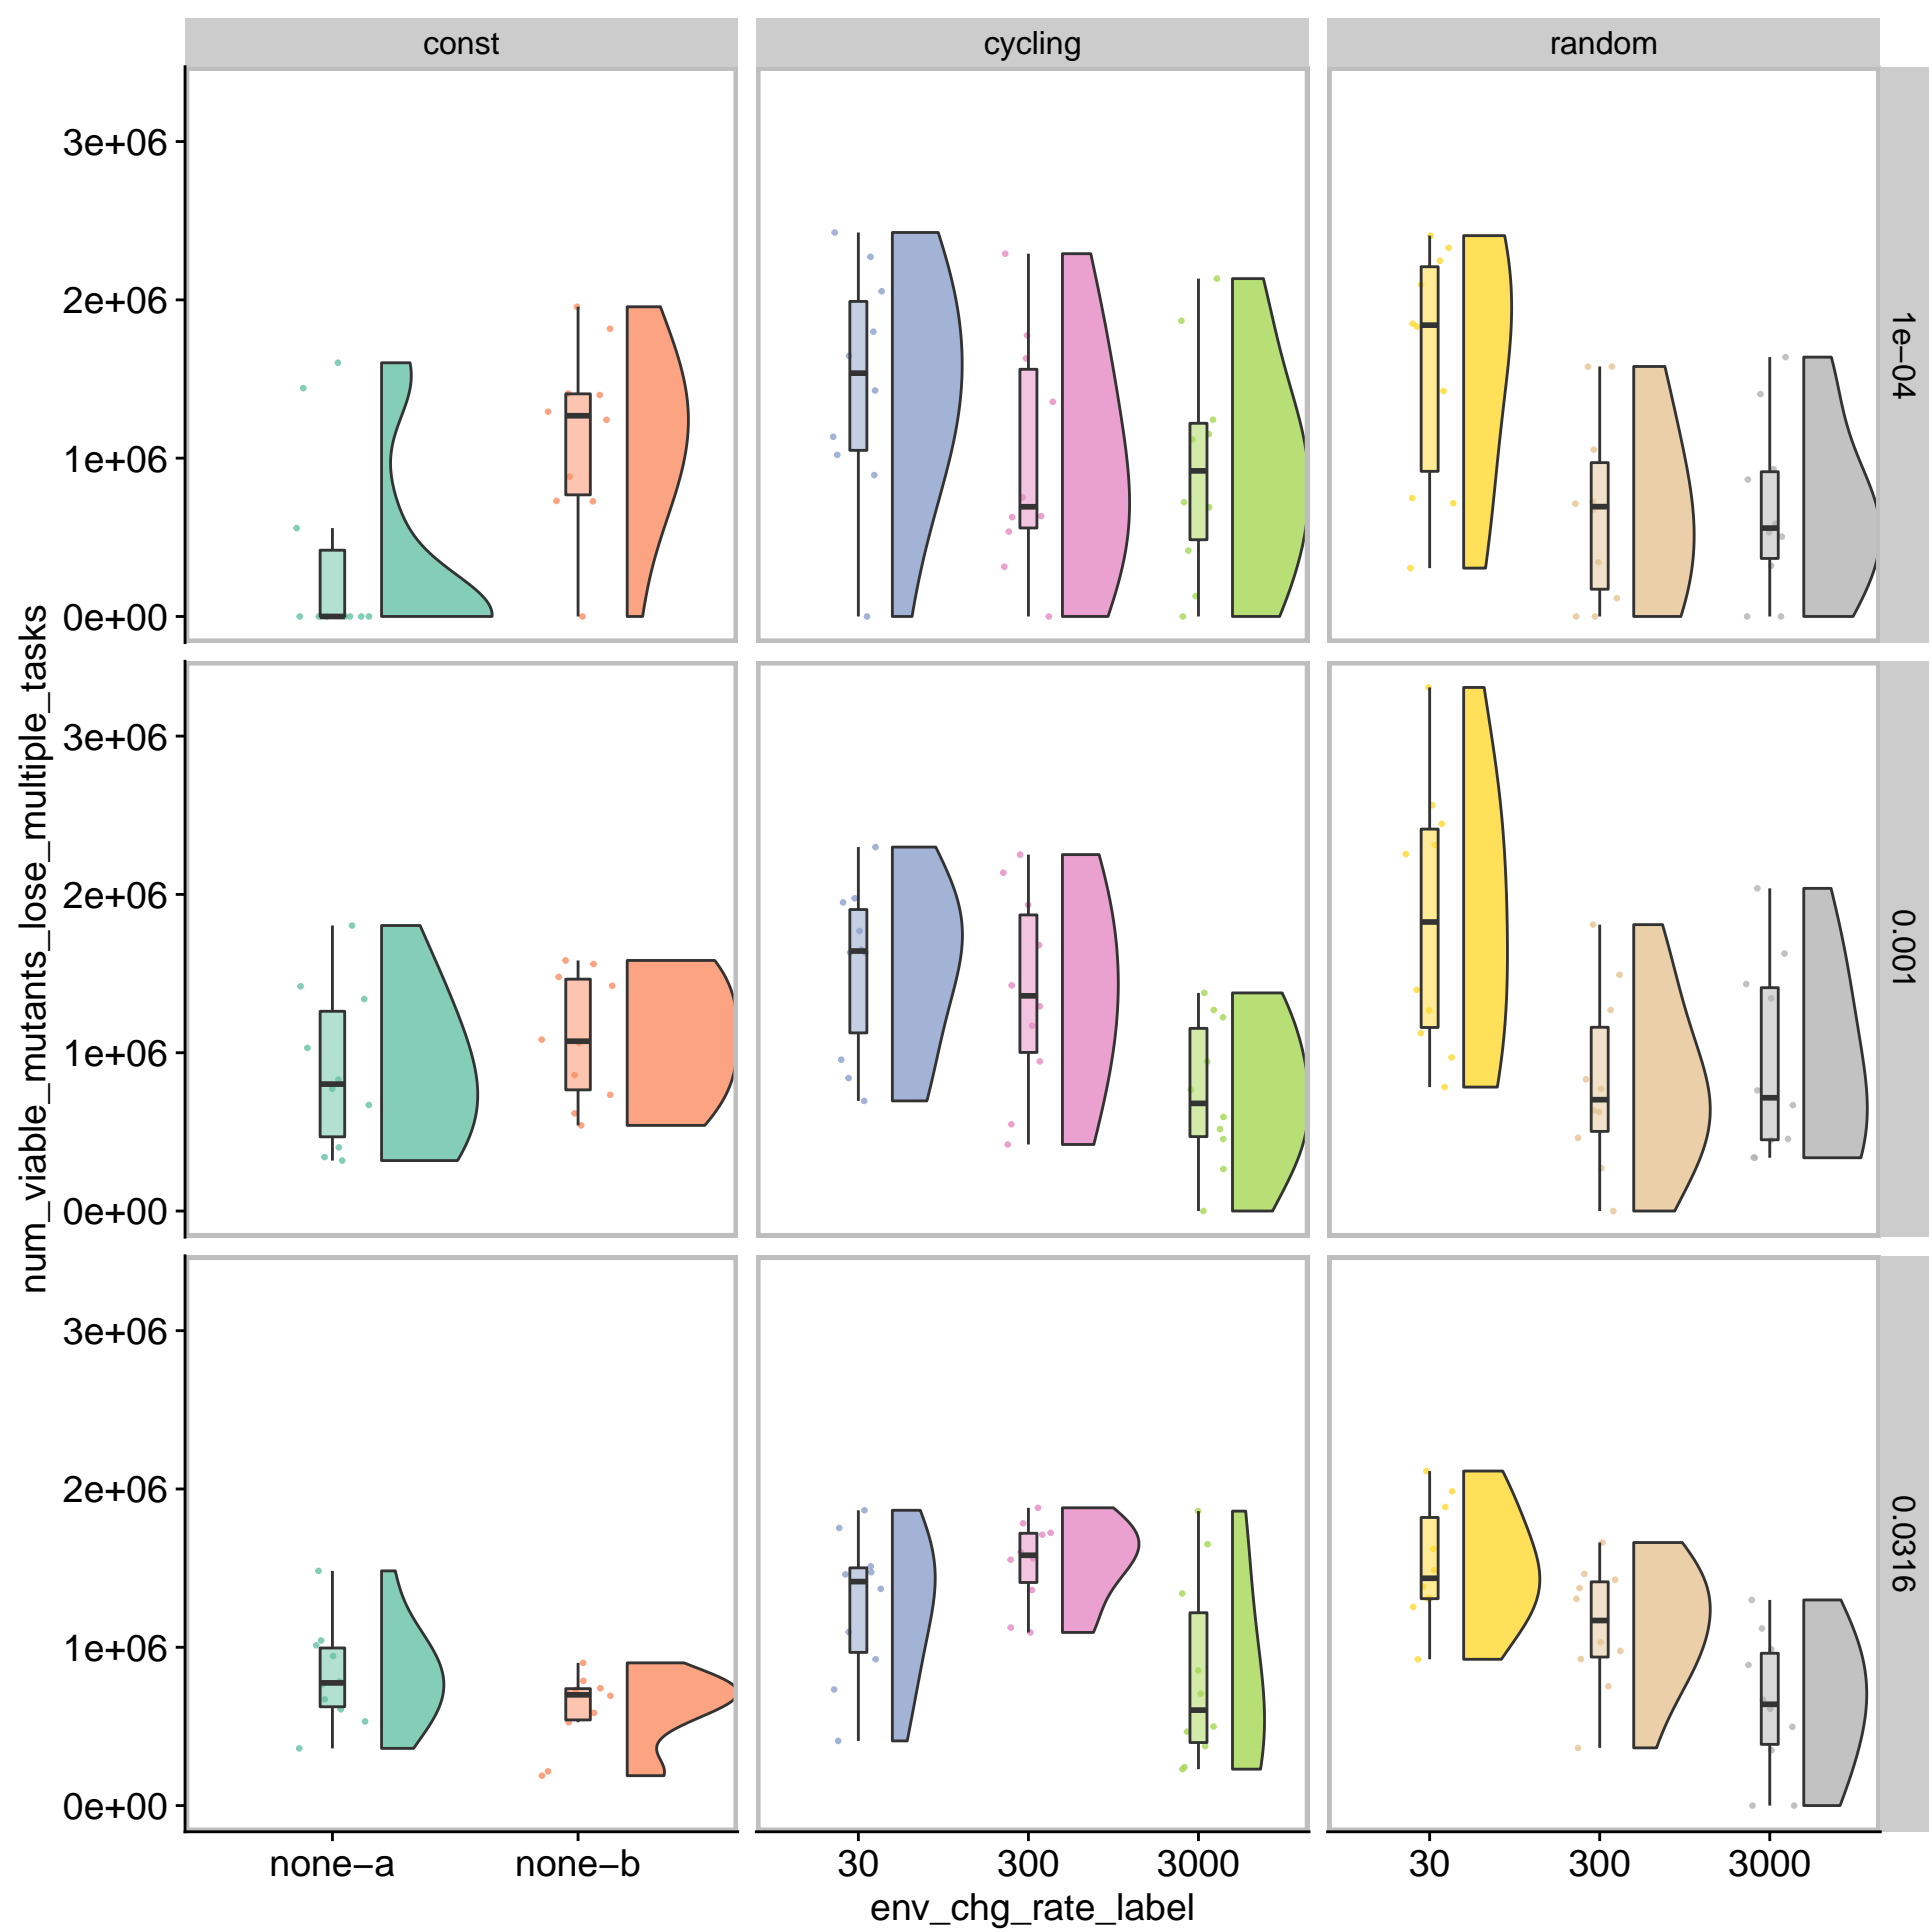 const
cycling
random
3e+06
2e+06
1e+06
0e+00
1e−04
3e+06
2e+06
1e+06
0e+00
0.001
3e+06
2e+06
1e+06
0e+00
0.0316
num_viable_mutants_lose_multiple_tasks
none−a
none−b
30
300
3000
30
300
3000
env_chg_rate_label